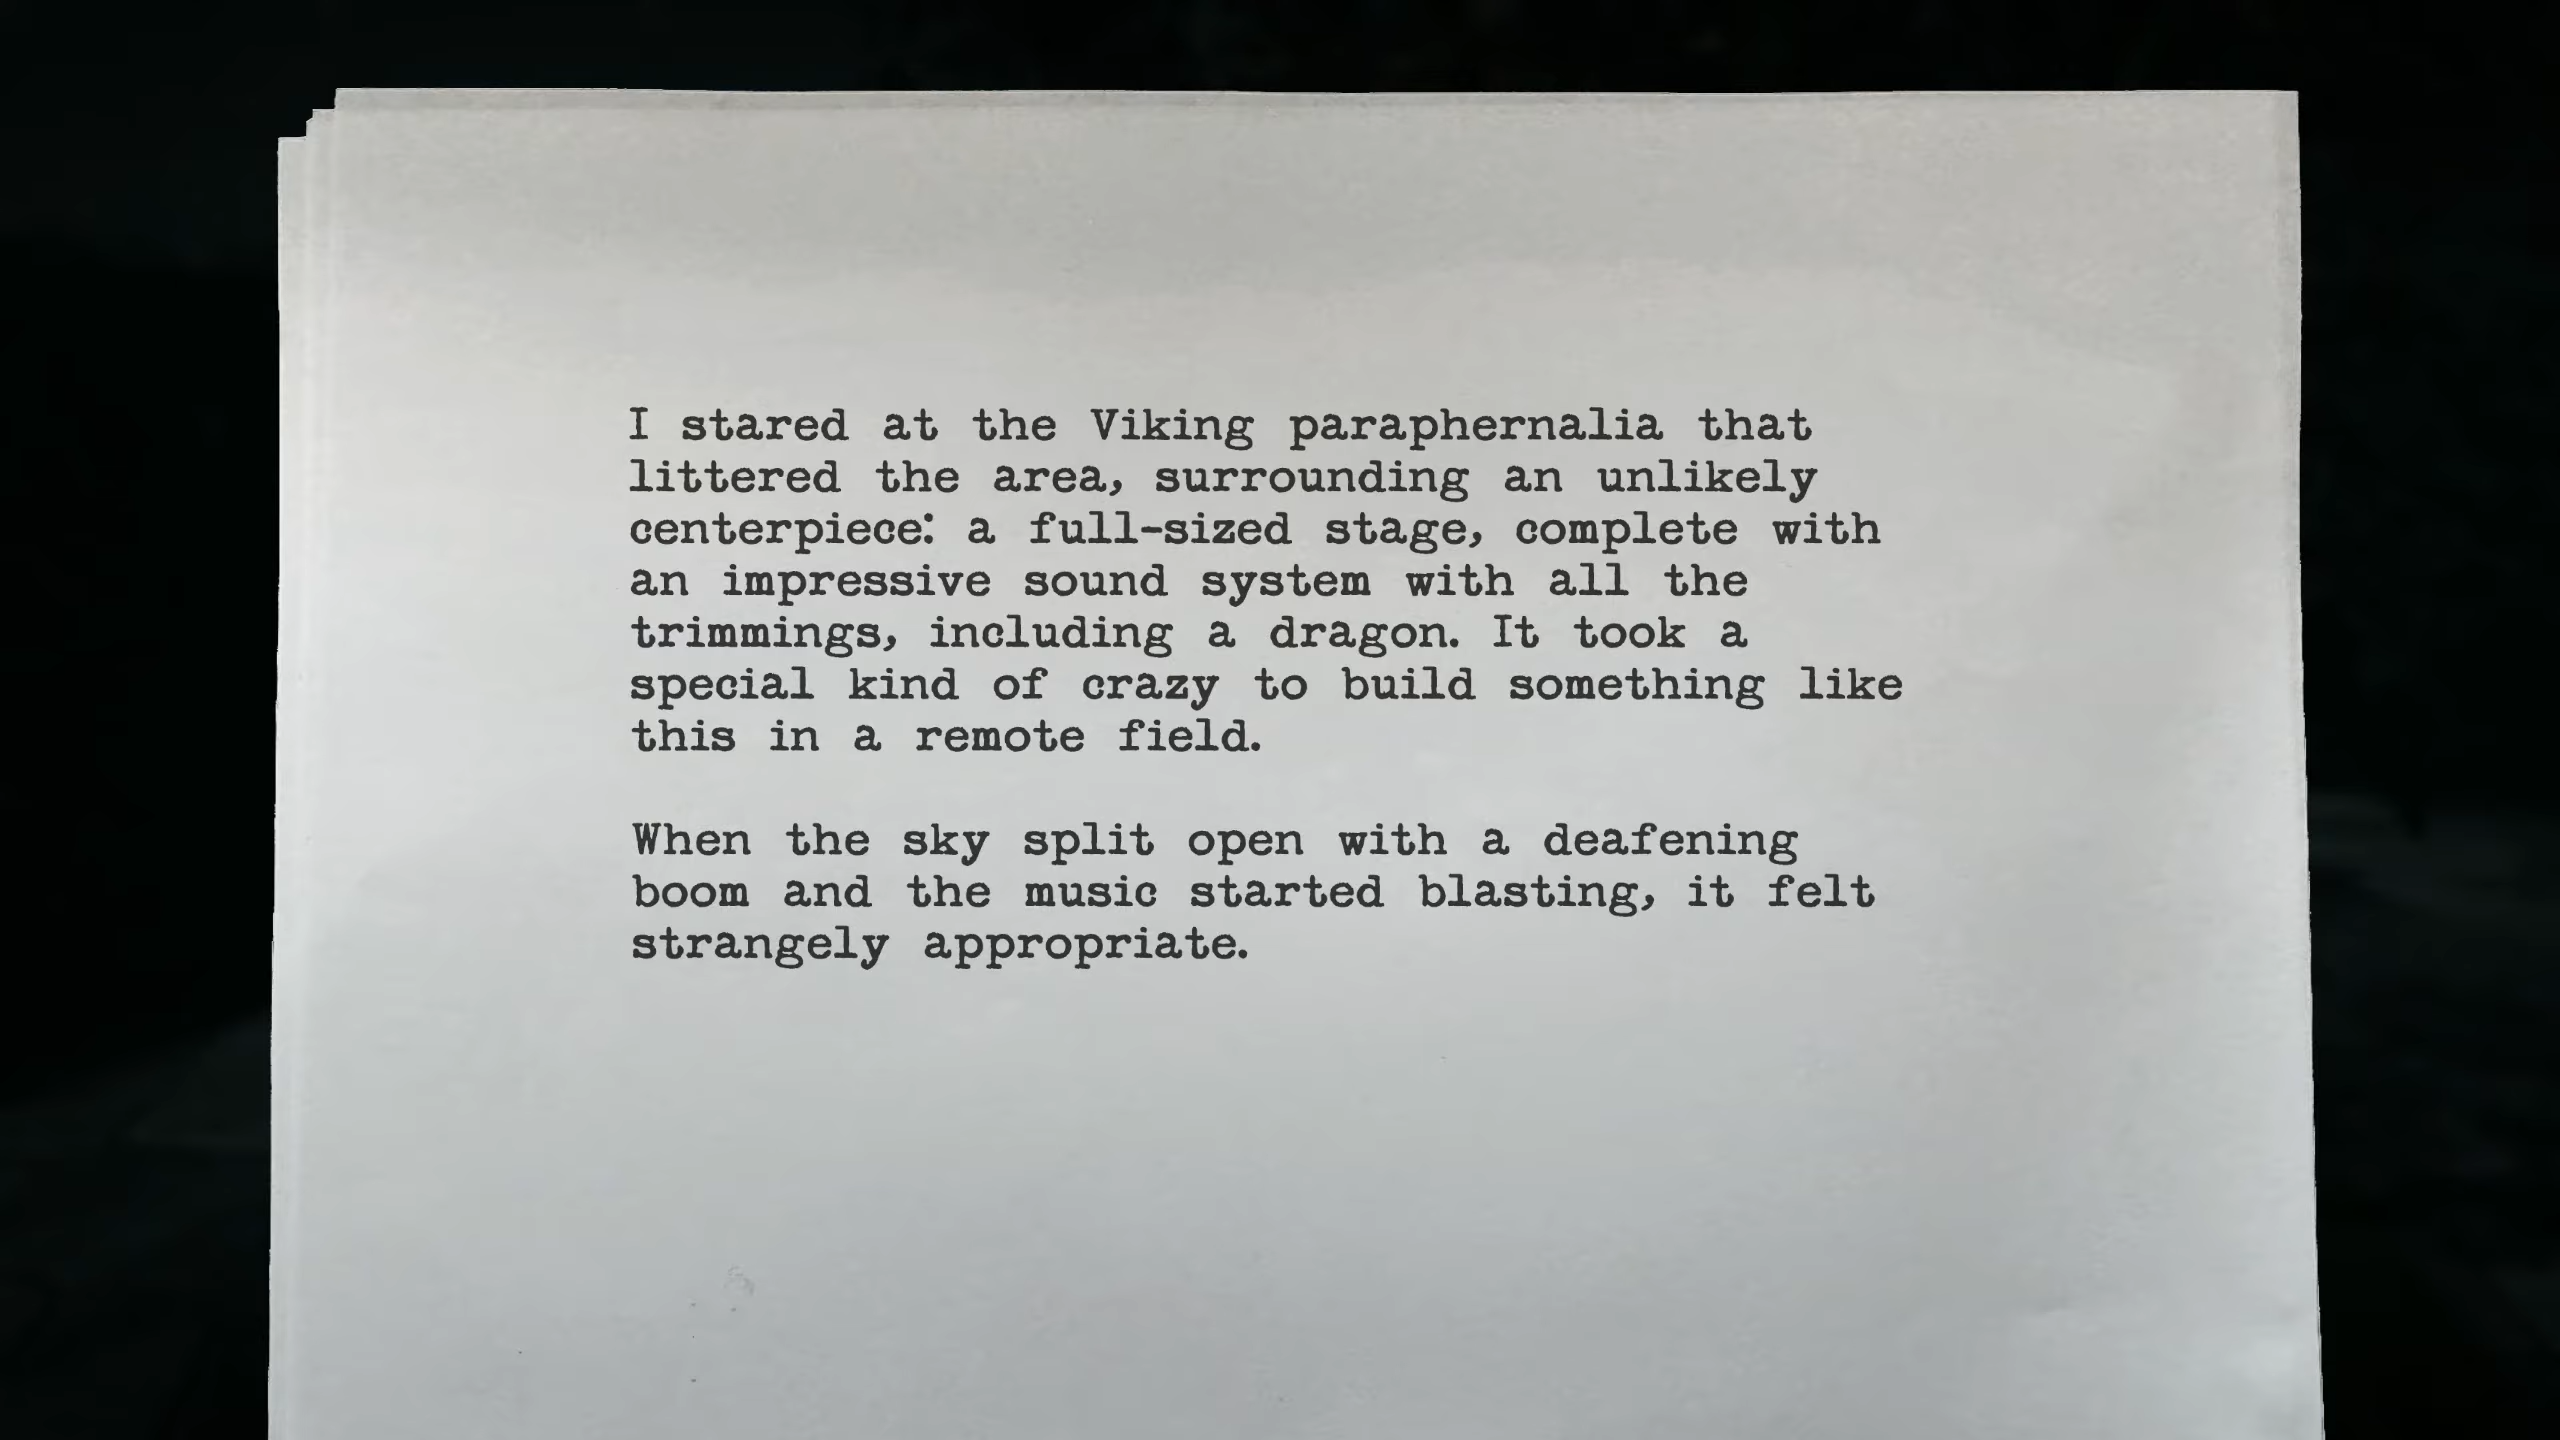 I stared at the Viking paraphernalia that
littered the area, surrounding an unlikely
centerpiece: a full-sized stage, complete with
an impressive sound system with all the
trimmings, including a dragon. It took a
special kind of crazy to build something like
this in a remote field.
When the sky split open with a deafening
boom and the music started blasting, it felt
strangely appropriate.